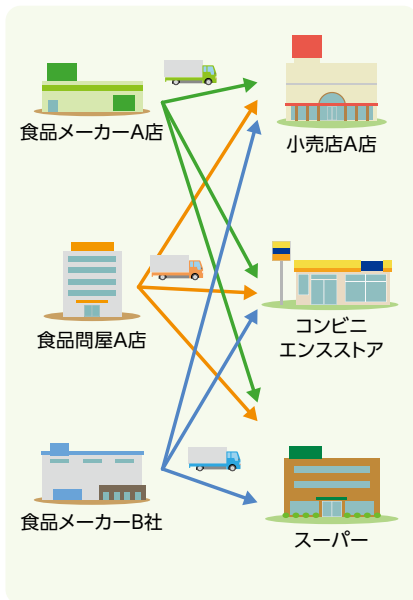 食品メーカーA店
小売店A店
食品問屋A店
コンビニ
エンスストア
食品メーカーB社
スーパー